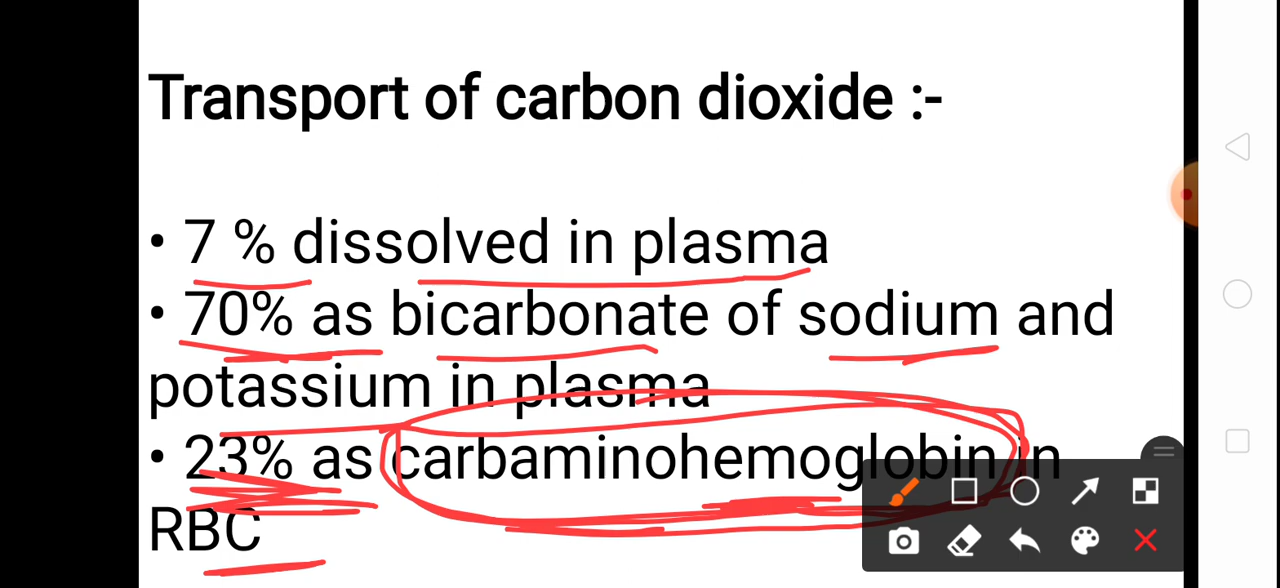 Transport of carbon dioxide :-
• 7 % dissolved in plasma
• 70% as bicarbonate of sodium and
potassium in plasma
• 23% as carbaminohemoglobin in
RBC